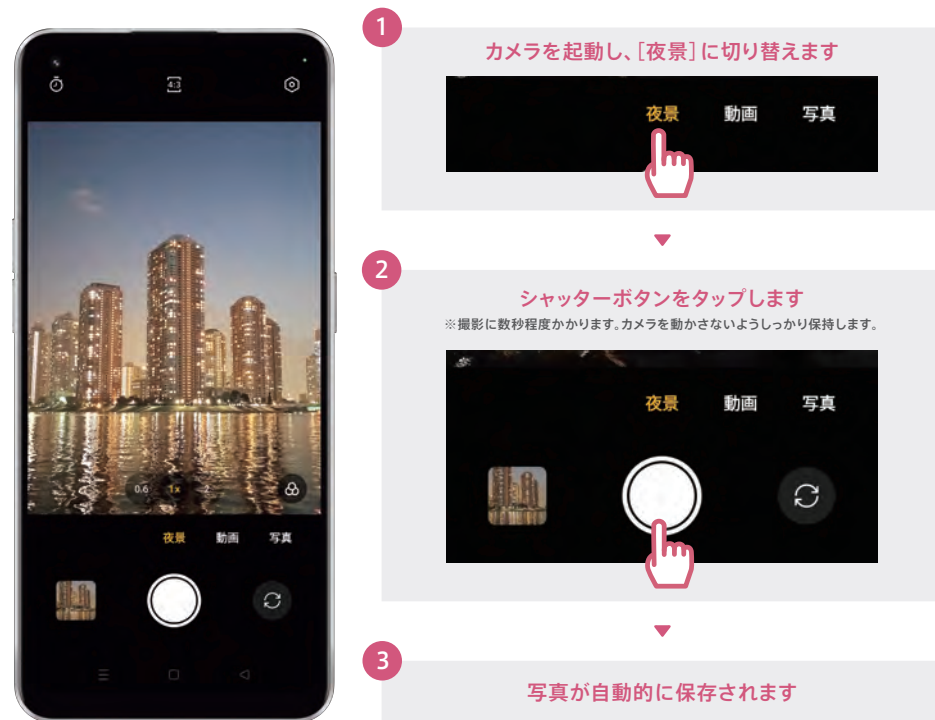 4:3
0.6 1x 2
夜景 動画 写真
1
カメラを起動し、[夜景]に切り替えます
夜景 動画 写真
2
シャッターボタンをタップします
※撮影に数秒程度かかります。カメラを動かさないようしっかり保持します。
夜景 動画 写真
3
写真が自動的に保存されます